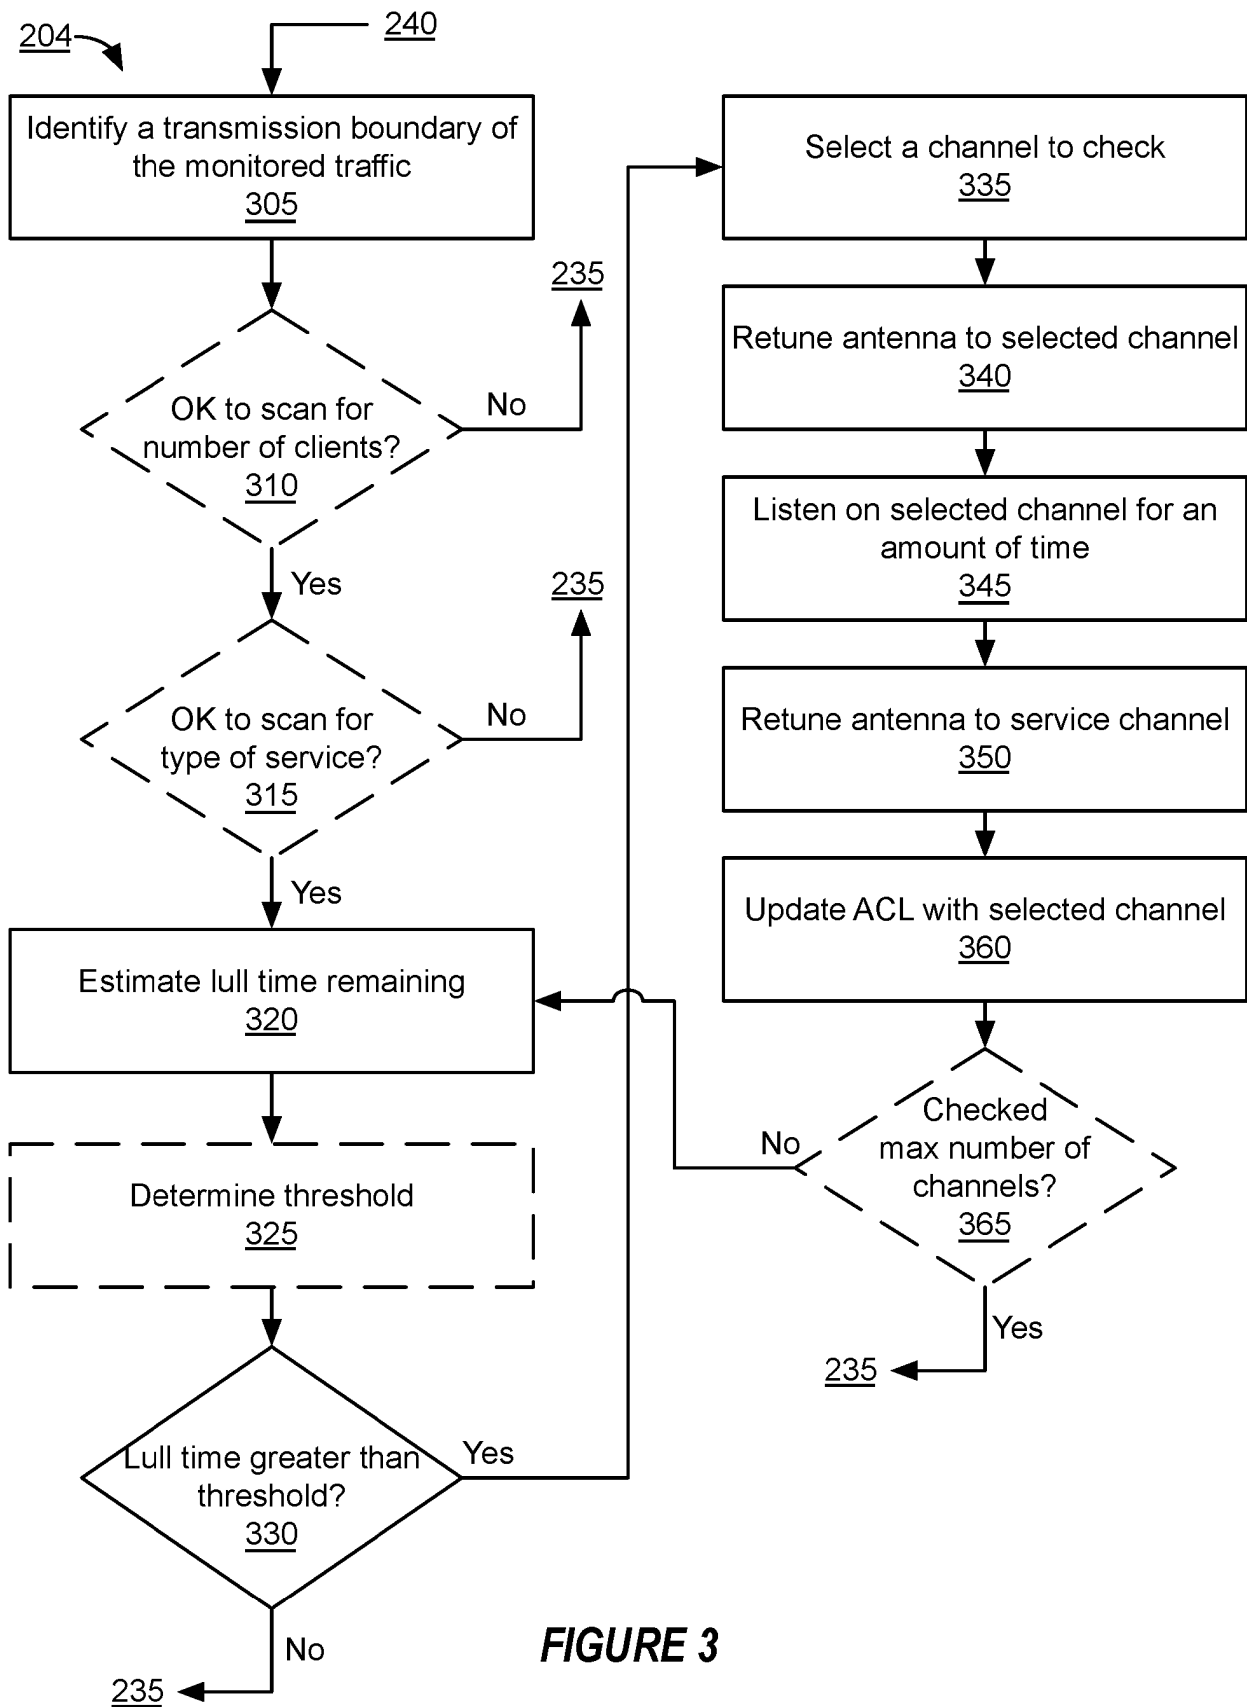 204
240
Identify a transmission boundary of
the monitored traffic
305
235
OK to scan for
number of clients?
310
No
Yes
235
OK to scan for
type of service?
315
No
Yes
Estimate lull time remaining
320
Determine threshold
325
Lull time greater than
threshold?
330
Yes
No
235
Select a channel to check
335
Retune antenna to selected channel
340
Listen on selected channel for an
amount of time
345
Retune antenna to service channel
350
Update ACL with selected channel
360
Checked
max number of
channels?
365
No
Yes
235
FIGURE 3